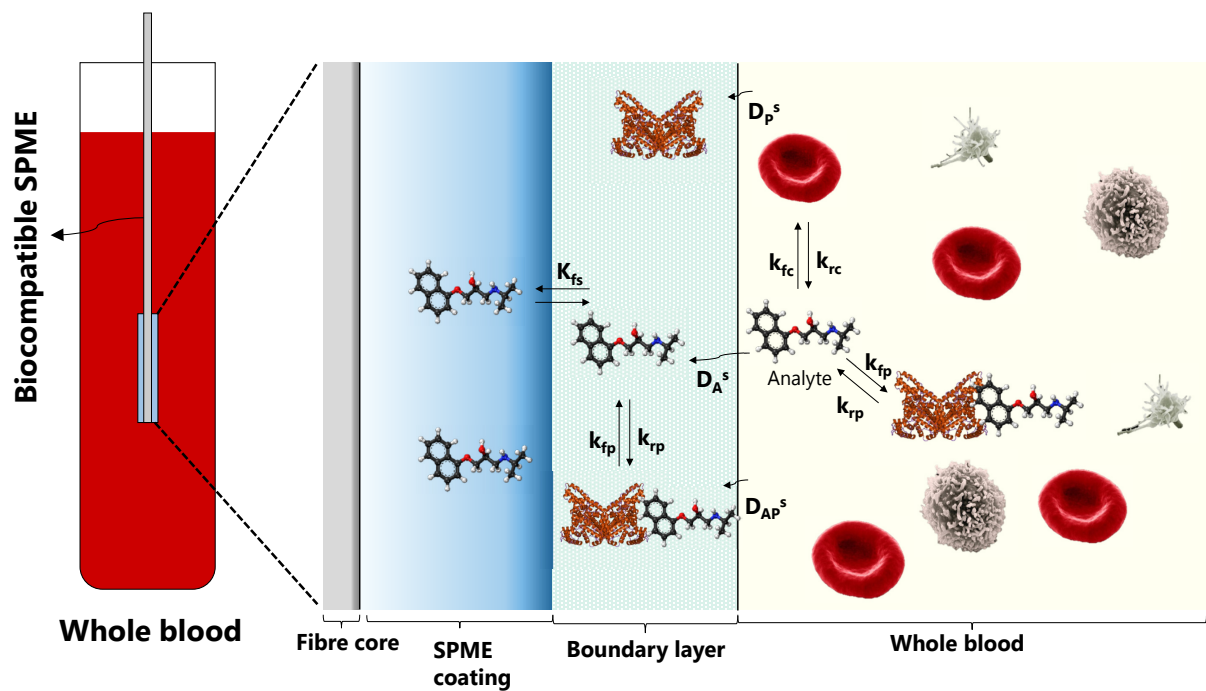 Biocompatible SPME
Whole blood
Fibre core
SPME
coating
Boundary layer
Whole blood
K_fs
k_fp
k_rp
D_P^s
D_A^s
D_AP^s
k_fc
k_rc
Analyte
k_fp
k_rp